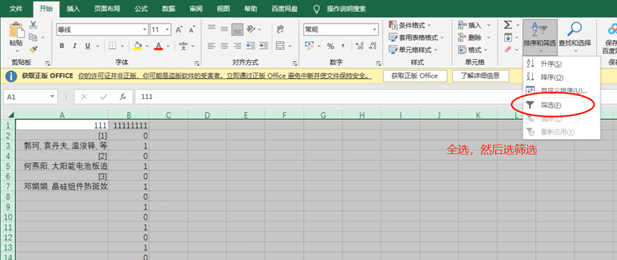 文件 开始 插入 页面布局 公式 数据 审阅 视图 帮助 百度网盘 操作说明搜索
等线 11 常规
条件格式 插入
粘贴 套用表格格式 删除 排序和筛选 查找和选择 保存到
单元格样式 格式 百度网盘
剪贴板 字体 对齐方式 数字 样式 单元格 保存
升序(S)
获取正版 OFFICE 你的许可证并非正版，你可能是盗版软件的受害者。立即通过正版 Office 避免中断并使文件保持安全。 获取正版 Office 了解详细信息
降序(O)
自定义排序(U)...
A1 111
筛选(F)
清除(C)
重新应用(Y)
A B C D E F G H I J K L
1 111 11111111
2 [1] 0
3 郭珂, 袁丹夫, 温浚铎, 等 1
全选，然后选筛选
4 [2] 0
5 何燕阳. 太阳能电池板追 1
6 [3] 0
7 邓娟娟. 晶硅组件热斑效 1
8 0
9 1
10 0
11 1
12 0
13 1
14 0